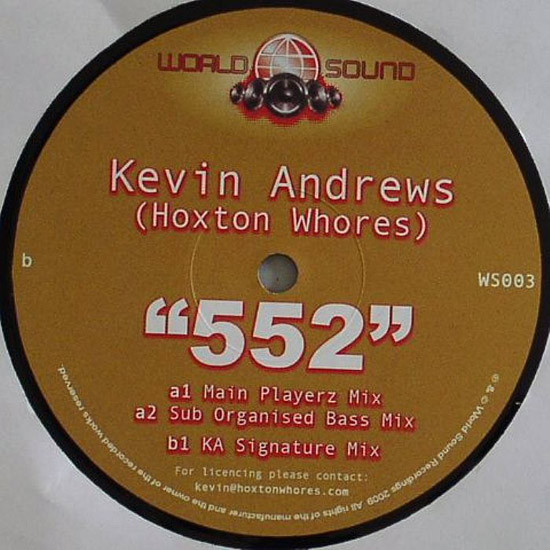 WORLD SOUND
Kevin Andrews
(Hoxton Whores)
b
WS003
“552”
a1 Main Playerz Mix
a2 Sub Organised Bass Mix
b1 KA Signature Mix
For licencing please contact:
kevin@hoxtonwhores.com
℗ & © World Sound Recordings 2009. All rights of the manufacturer and the owner of the recorded works reserved